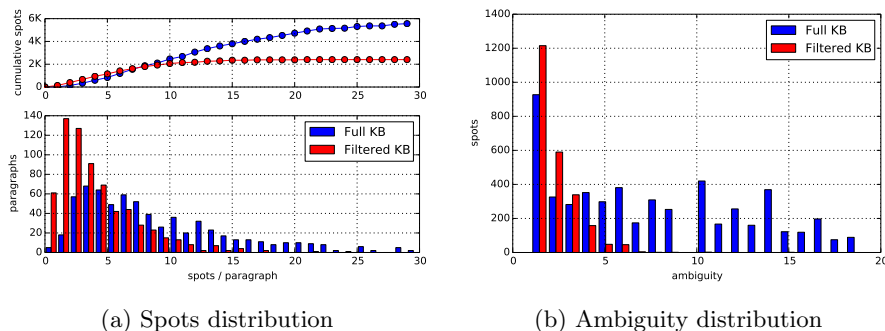 cumulative spots
6K
4K
2K
0
0 5 10 15 20 25 30
paragraphs
140
120
100
80
60
40
20
0
Full KB
Filtered KB
0 5 10 15 20 25 30
spots / paragraph
(a) Spots distribution
spots
1400
1200
1000
800
600
400
200
0
Full KB
Filtered KB
0 5 10 15 20
ambiguity
(b) Ambiguity distribution